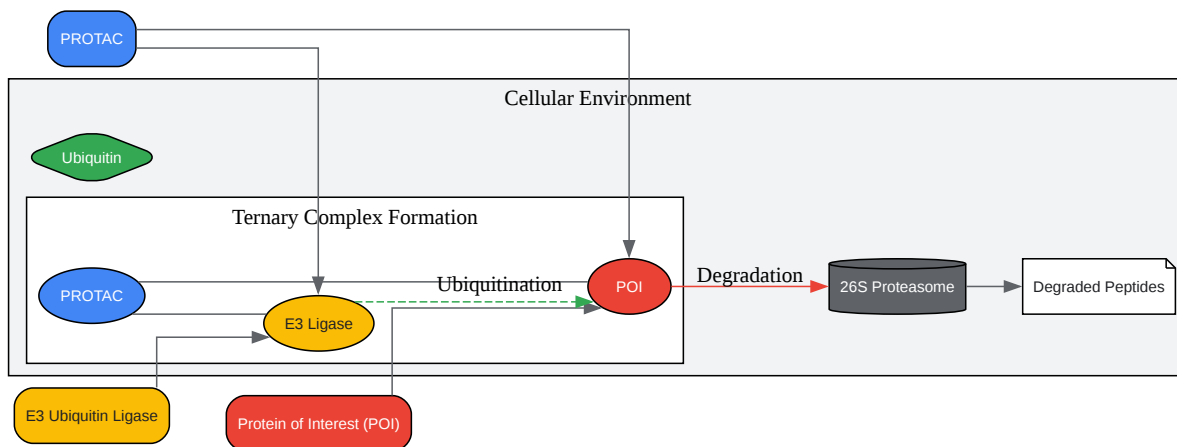 PROTAC
Cellular Environment
Ubiquitin
Ternary Complex Formation
PROTAC
E3 Ligase
Ubiquitination
POI
Degradation
26S Proteasome
Degraded Peptides
E3 Ubiquitin Ligase
Protein of Interest (POI)